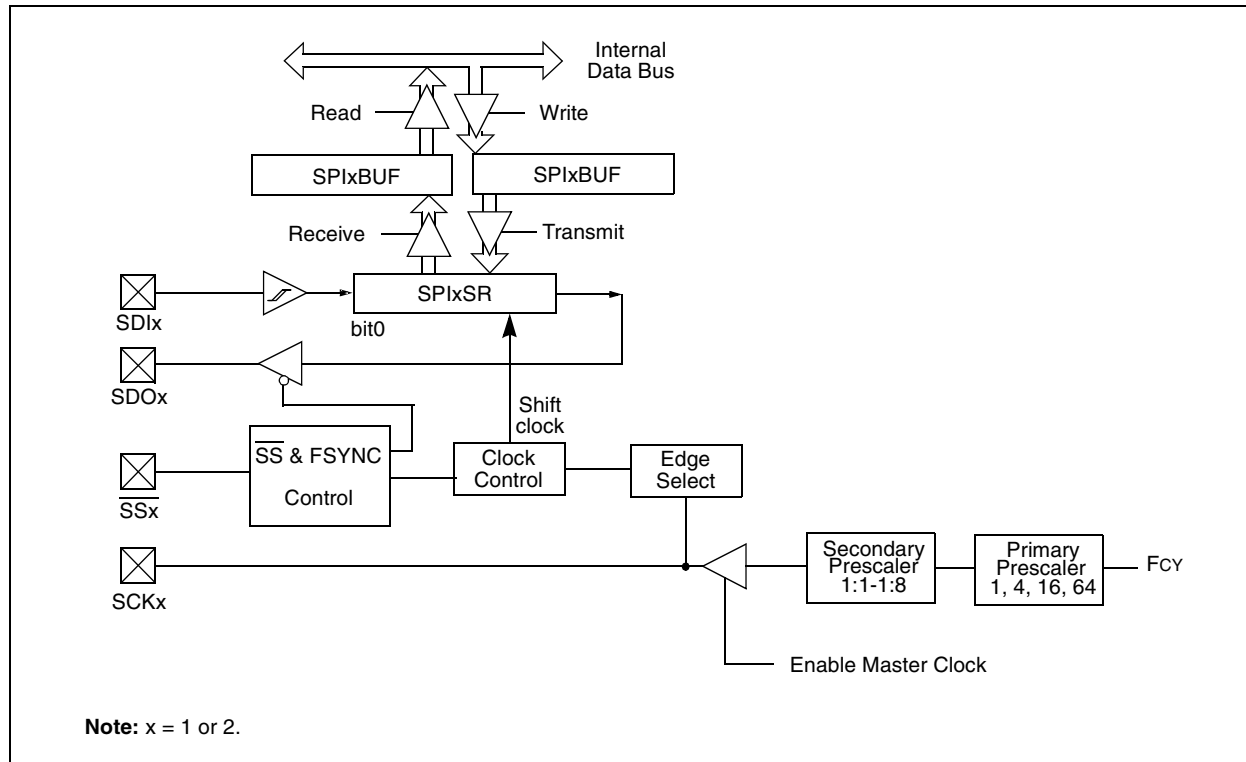 Internal
Data Bus
Read
Write
SPIxBUF
SPIxBUF
Receive
Transmit
SPIxSR
SDIx
bit0
SDOx
Shift
clock
SS & FSYNC
Control
Clock
Control
Edge
Select
SSx
Secondary
Prescaler
1:1-1:8
Primary
Prescaler
1, 4, 16, 64
FCY
SCKx
Enable Master Clock
Note: x = 1 or 2.